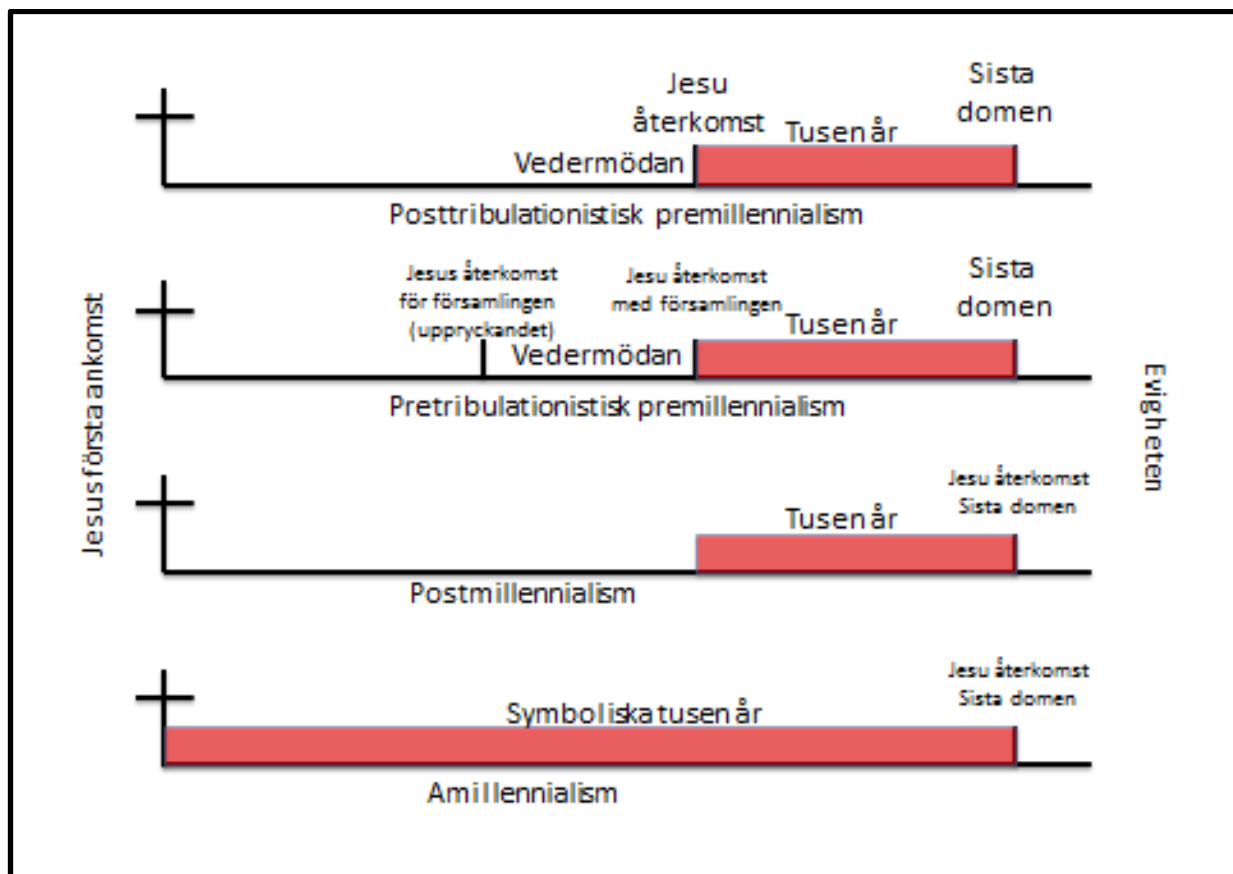 Jesu
återkomst
Sista
domen
Tusen år
Vedermödan
Posttribulationistisk premillennialism
Jesus återkomst
för församlingen
(uppryckandet)
Jesu återkomst
med församlingen
Sista
domen
Tusen år
Vedermödan
Pretribulationistisk premillennialism
Jesus första ankomst
Evigheten
Jesu återkomst
Sista domen
Tusen år
Postmillennialism
Jesu återkomst
Sista domen
Symboliska tusen år
Amillennialism